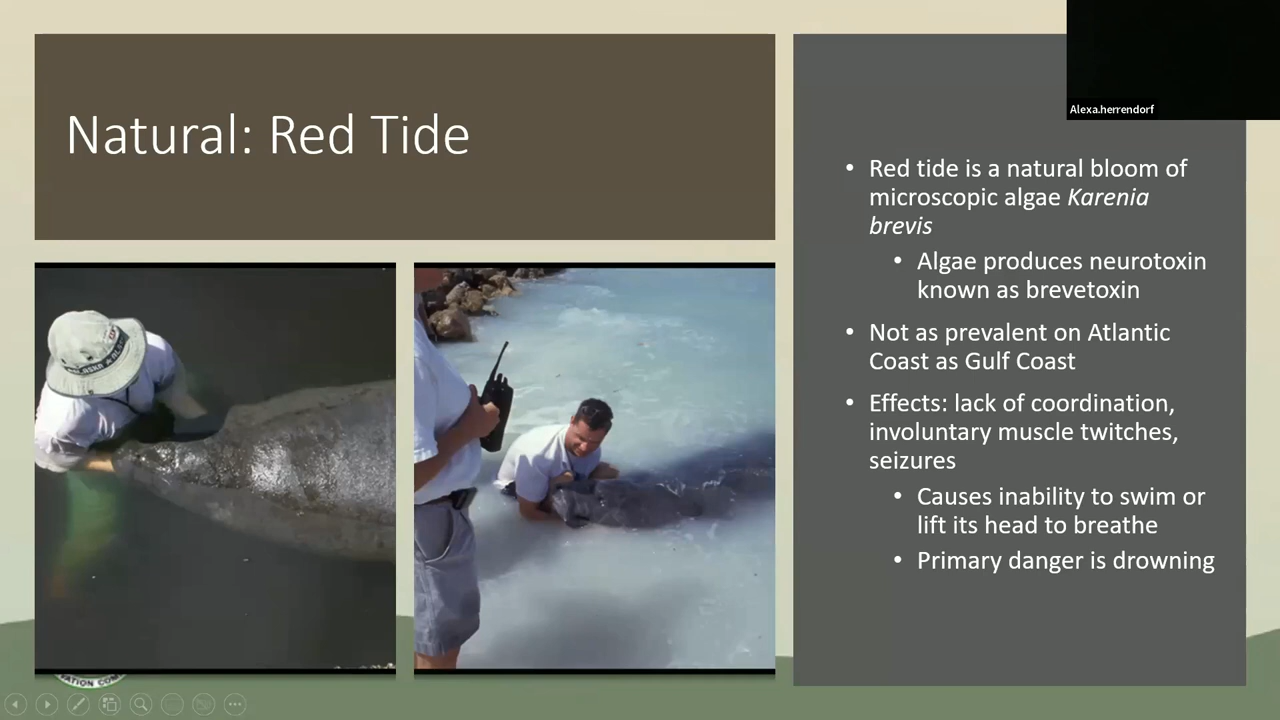 Alexa.herrendorf
Natural: Red Tide
• Red tide is a natural bloom of
microscopic algae Karenia
brevis
• Algae produces neurotoxin
known as brevetoxin
• Not as prevalent on Atlantic
Coast as Gulf Coast
• Effects: lack of coordination,
involuntary muscle twitches,
seizures
• Causes inability to swim or
lift its head to breathe
• Primary danger is drowning